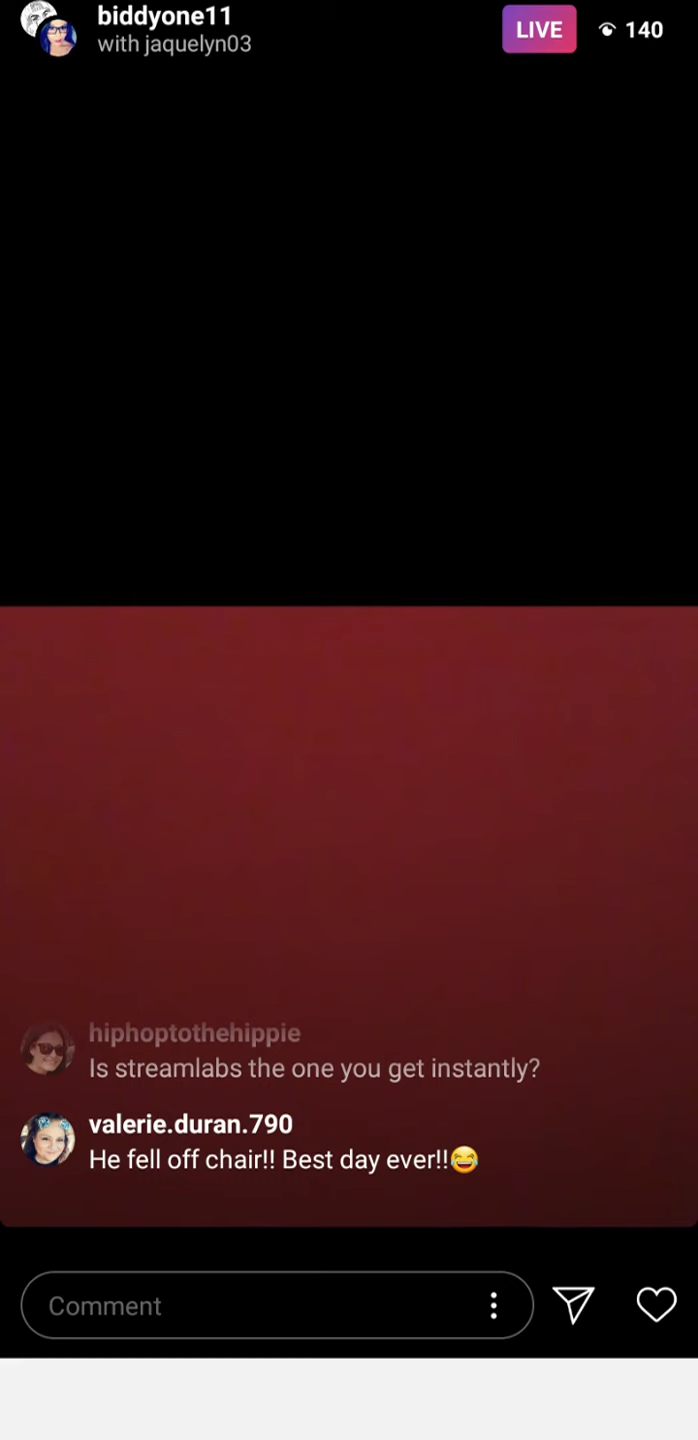 biddyone11
with jaquelyn03
LIVE
140
hiphoptothehippie
Is streamlabs the one you get instantly?
valerie.duran.790
He fell off chair!! Best day ever!!😂
Comment